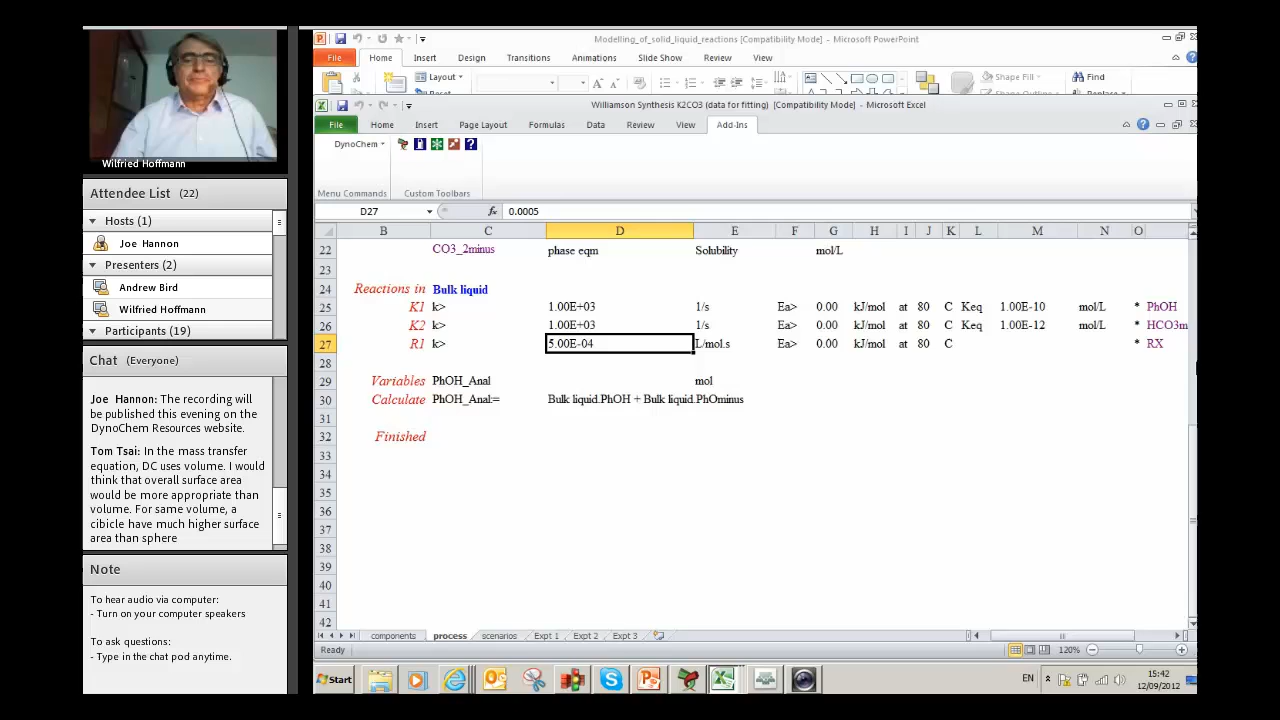 Wilfried Hoffmann
Attendee List (22)
Hosts (1)
Joe Hannon
Presenters (2)
Andrew Bird
Wilfried Hoffmann
Participants (19)
Chat (Everyone)
Joe Hannon: The recording will
be published this evening on the
DynoChem Resources website.
Tom Tsai: In the mass transfer
equation, DC uses volume. I would
think that overall surface area
would be more appropriate than
volume. For same volume, a
cibicle have much higher surface
area than sphere
Note
To hear audio via computer:
- Turn on your computer speakers
To ask questions:
- Type in the chat pod anytime.
Modelling_of_solid_liquid_reactions [Compatibility Mode] - Microsoft PowerPoint
File Home Insert Design Transitions Animations Slide Show Review View
Layout Shape Fill Find
Williamson Synthesis K2CO3 (data for fitting) [Compatibility Mode] - Microsoft Excel
File Home Insert Page Layout Formulas Data Review View Add-Ins
DynoChem
Menu Commands Custom Toolbars
D27 fx 0.0005
B C D E F G H I J K L M N O
22 CO3_2minus phase eqm Solubility mol/L
23
24 Reactions in Bulk liquid
25 K1 k> 1.00E+03 1/s Ea> 0.00 kJ/mol at 80 C Keq 1.00E-10 mol/L * PhOH
26 K2 k> 1.00E+03 1/s Ea> 0.00 kJ/mol at 80 C Keq 1.00E-12 mol/L * HCO3m
27 R1 k> 5.00E-04 L/mol.s Ea> 0.00 kJ/mol at 80 C * RX
28
29 Variables PhOH_Anal mol
30 Calculate PhOH_Anal:= Bulk liquid.PhOH + Bulk liquid.PhOminus
31
32 Finished
33
34
35
36
37
38
39
40
41
42
components process scenarios Expt 1 Expt 2 Expt 3
Ready 120%
Start EN 15:42
12/09/2012